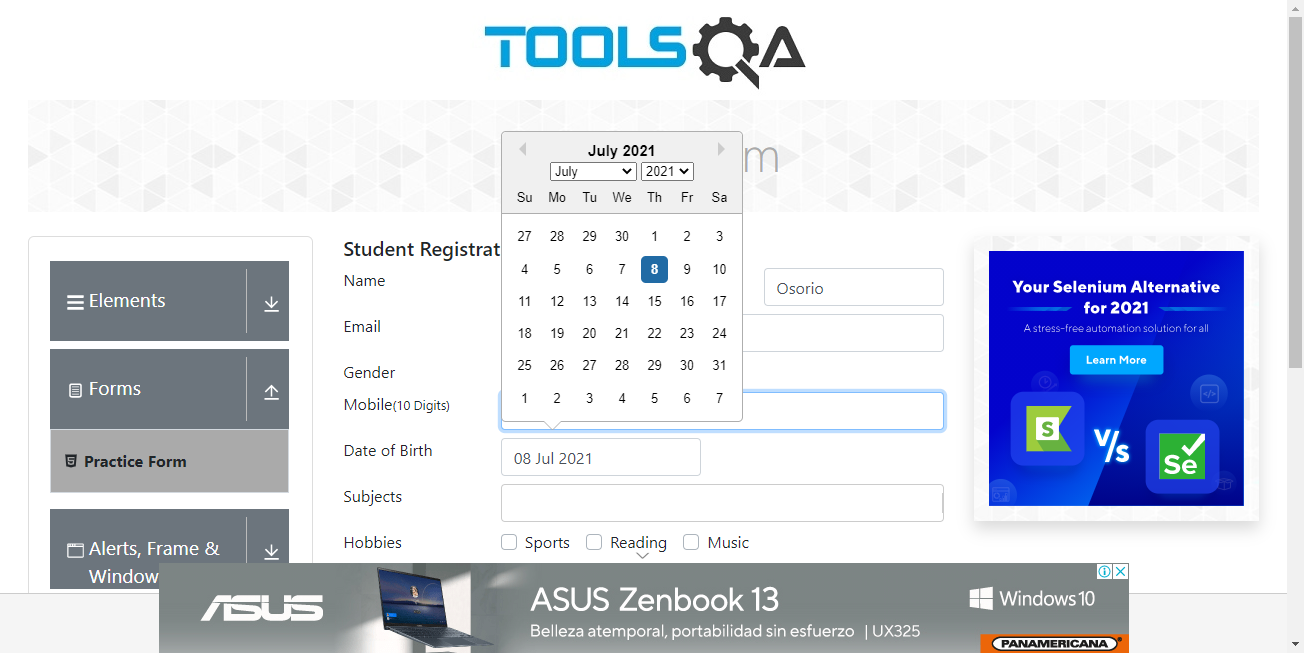 TOOLSQA
m
July 2021
July 2021
Su Mo Tu We Th Fr Sa
27 28 29 30 1 2 3
4 5 6 7 8 9 10
11 12 13 14 15 16 17
18 19 20 21 22 23 24
25 26 27 28 29 30 31
1 2 3 4 5 6 7
Elements
Forms
Practice Form
Alerts, Frame &
Window
Student Registrat
Name
Osorio
Email
Gender
Mobile(10 Digits)
Date of Birth
08 Jul 2021
Subjects
Hobbies
Sports Reading Music
Your Selenium Alternative
for 2021
A stress-free automation solution for all
Learn More
S
V/s
Se
ASUS
ASUS Zenbook 13
Belleza atemporal, portabilidad sin esfuerzo | UX325
Windows 10
PANAMERICANA